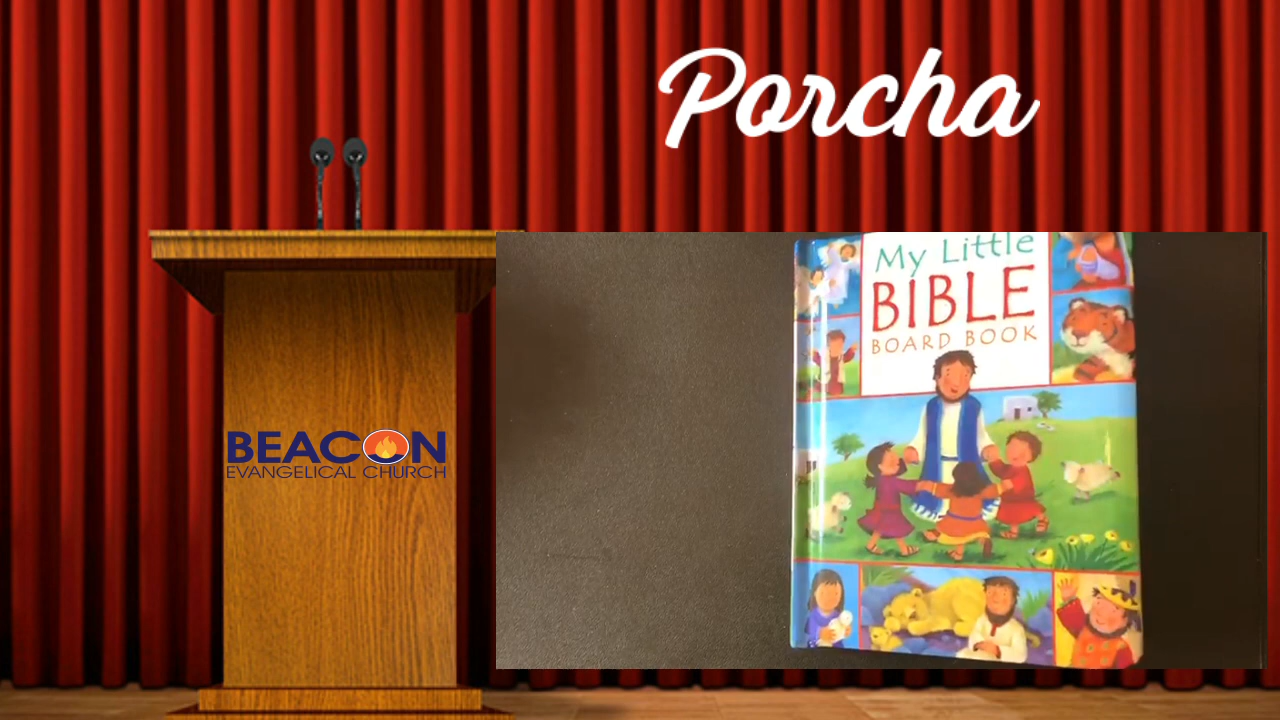 Porcha
My Little
BIBLE
BOARD BOOK
BEACON
EVANGELICAL CHURCH